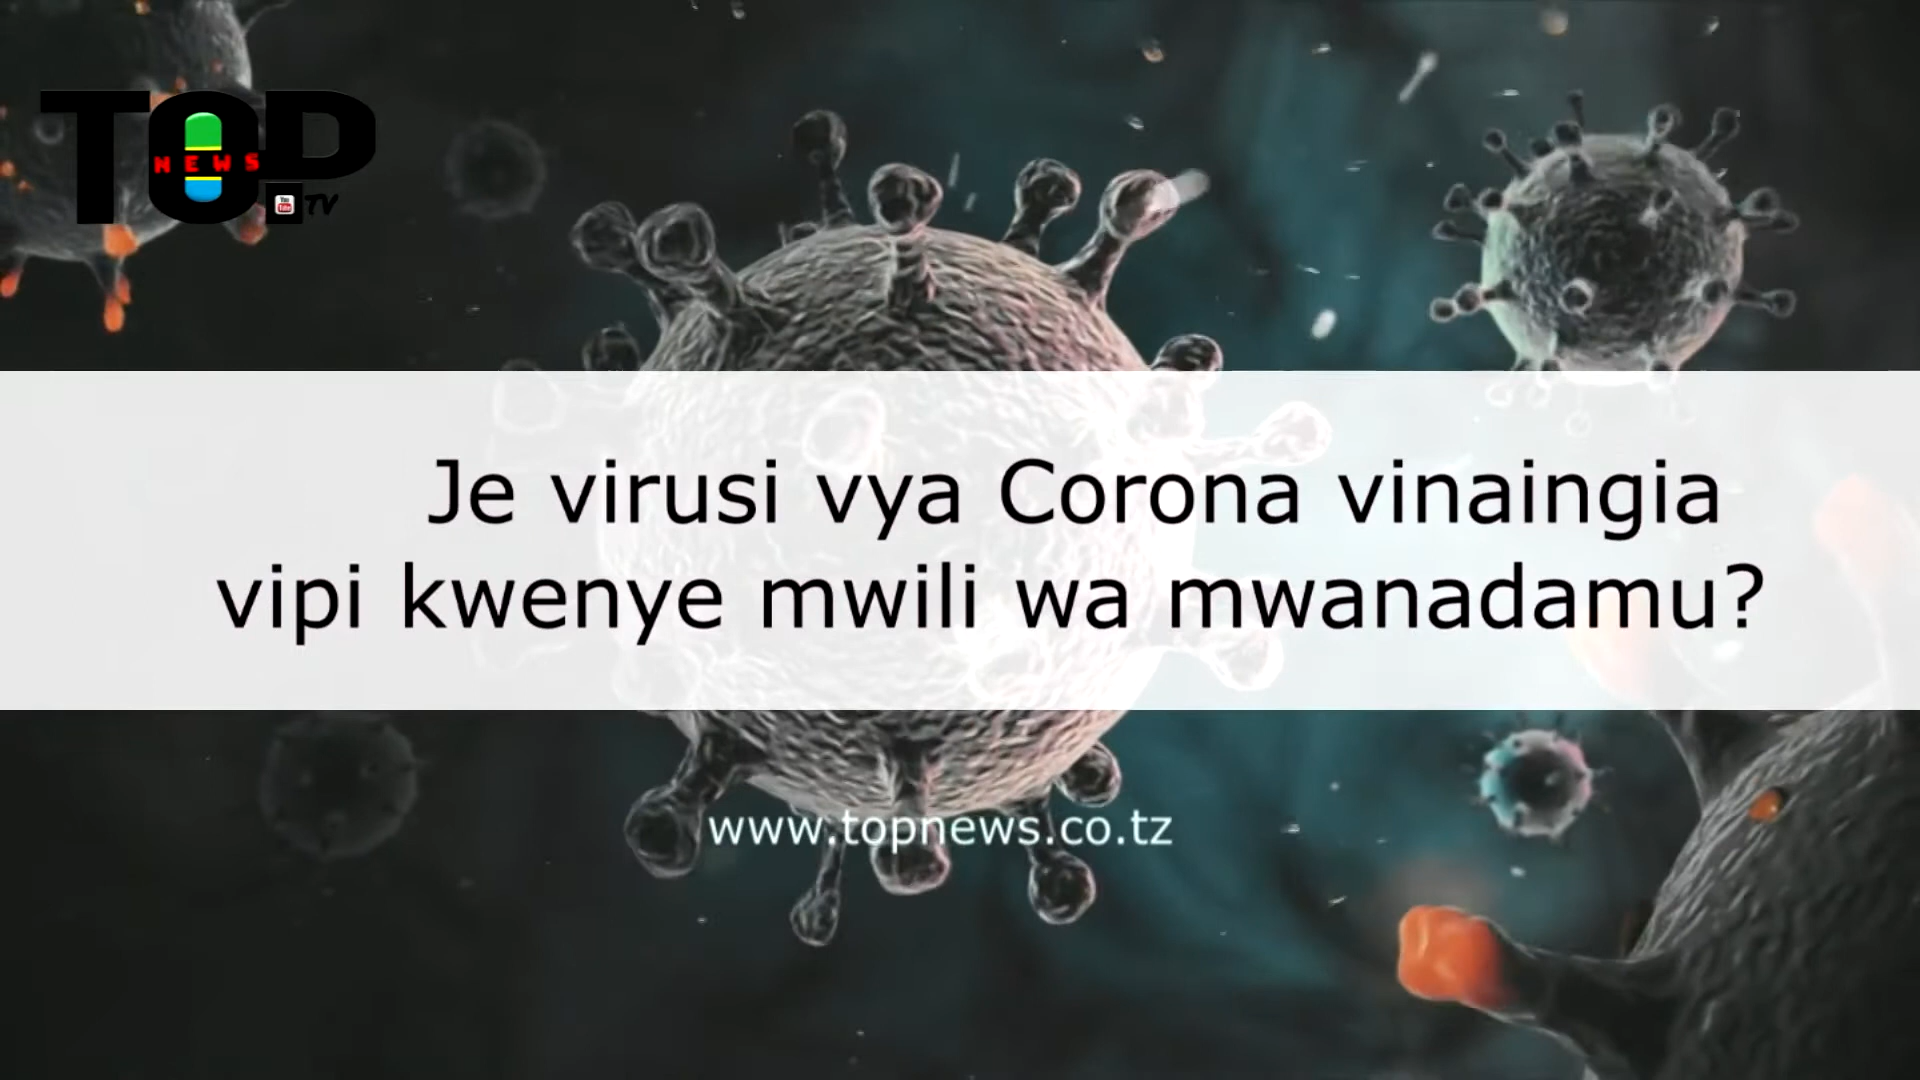 TOP
NEWS
TV
Je virusi vya Corona vinaingia
vipi kwenye mwili wa mwanadamu?
www.topnews.co.tz